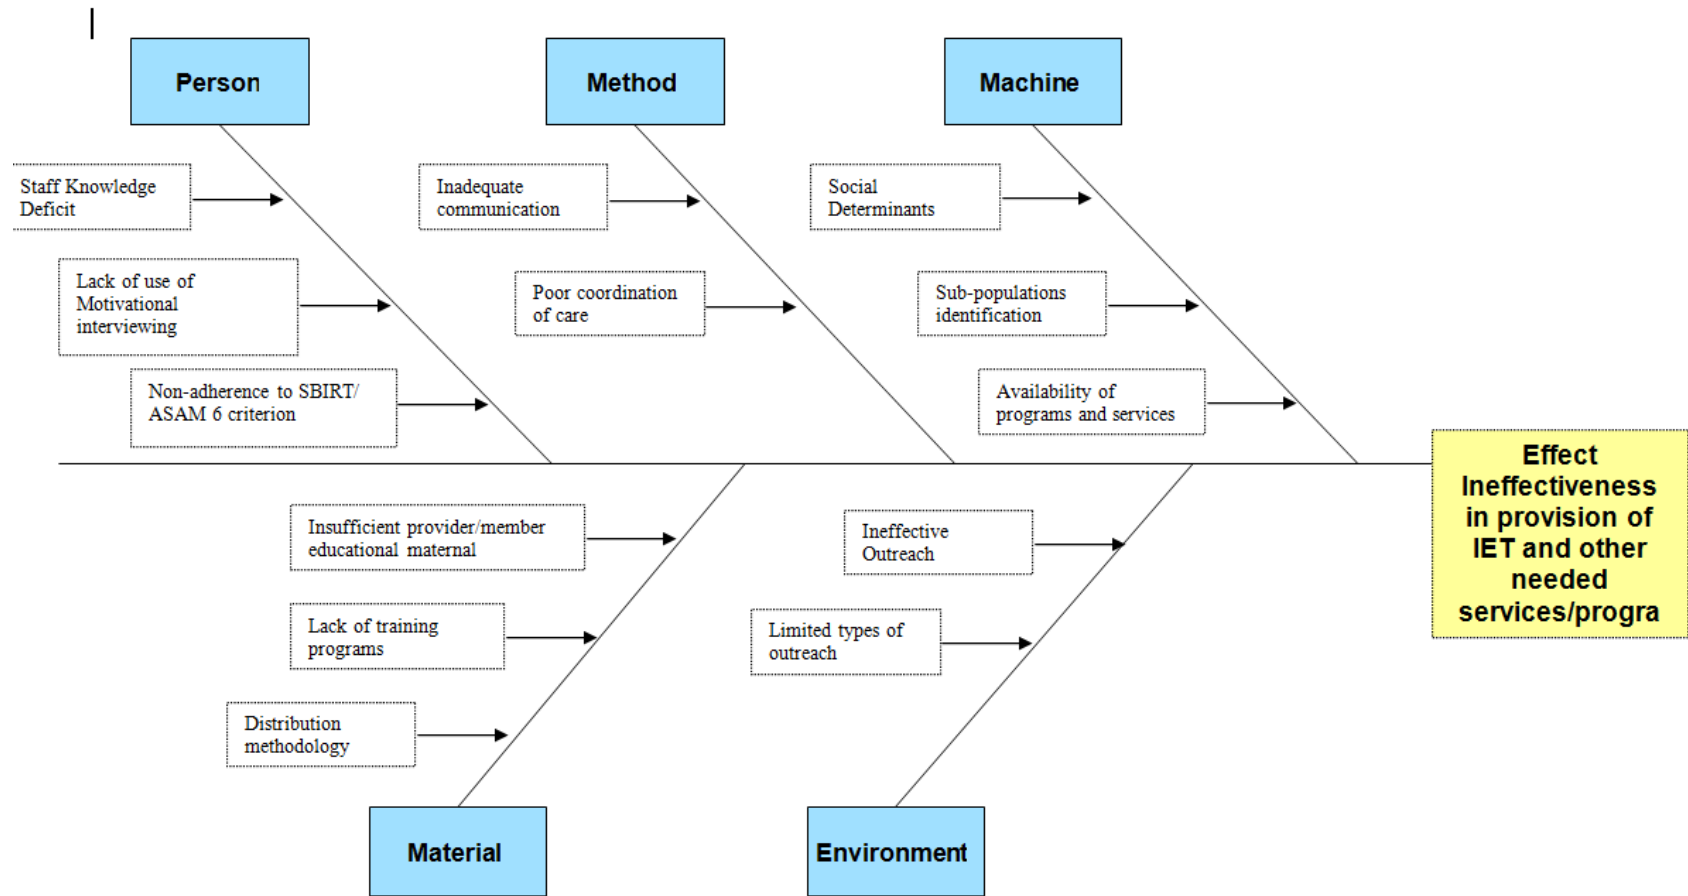 Person
Method
Machine
Staff Knowledge
Deficit
Inadequate
communication
Social
Determinants
Lack of use of
Motivational
interviewing
Poor coordination
of care
Sub-populations
identification
Non-adherence to SBIRT/
ASAM 6 criterion
Availability of
programs and services
Effect
Ineffectiveness
in provision of
IET and other
needed
services/progra
Insufficient provider/member
educational maternal
Ineffective
Outreach
Lack of training
programs
Limited types of
outreach
Distribution
methodology
Material
Environment